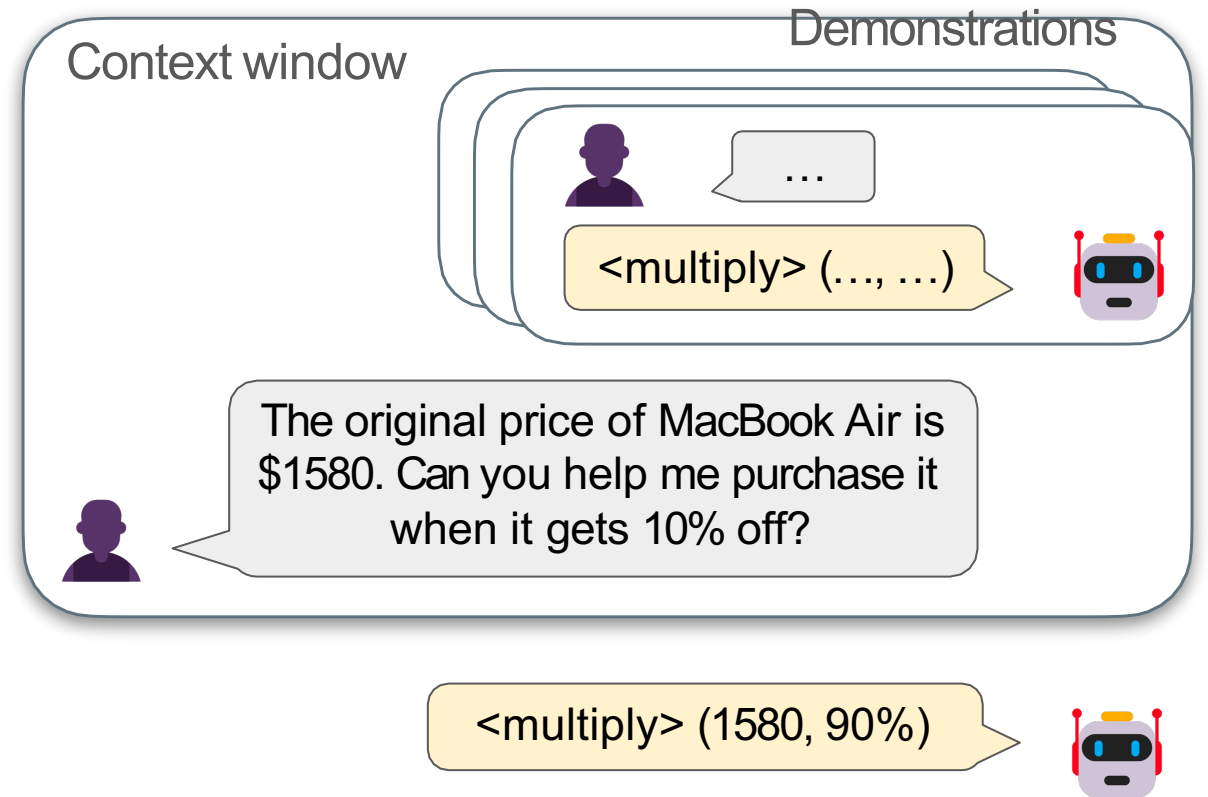 Context window
Demonstrations
…
<multiply> (…, …)
The original price of MacBook Air is
$1580. Can you help me purchase it
when it gets 10% off?
<multiply> (1580, 90%)